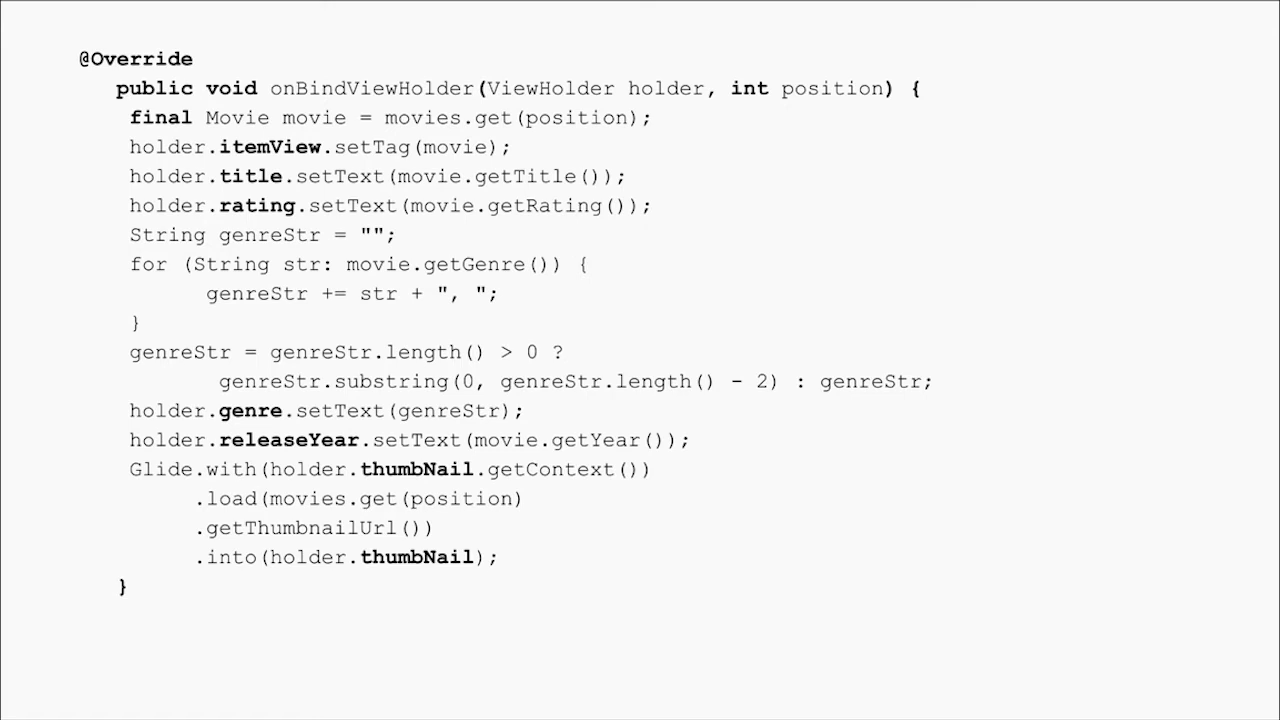 @Override
public void onBindViewHolder(ViewHolder holder, int position) {
final Movie movie = movies.get(position);
holder.itemView.setTag(movie);
holder.title.setText(movie.getTitle());
holder.rating.setText(movie.getRating());
String genreStr = "";
for (String str: movie.getGenre()) {
genreStr += str + ", ";
}
genreStr = genreStr.length() > 0 ?
genreStr.substring(0, genreStr.length() - 2) : genreStr;
holder.genre.setText(genreStr);
holder.releaseYear.setText(movie.getYear());
Glide.with(holder.thumbNail.getContext())
.load(movies.get(position)
.getThumbnailUrl())
.into(holder.thumbNail);
}